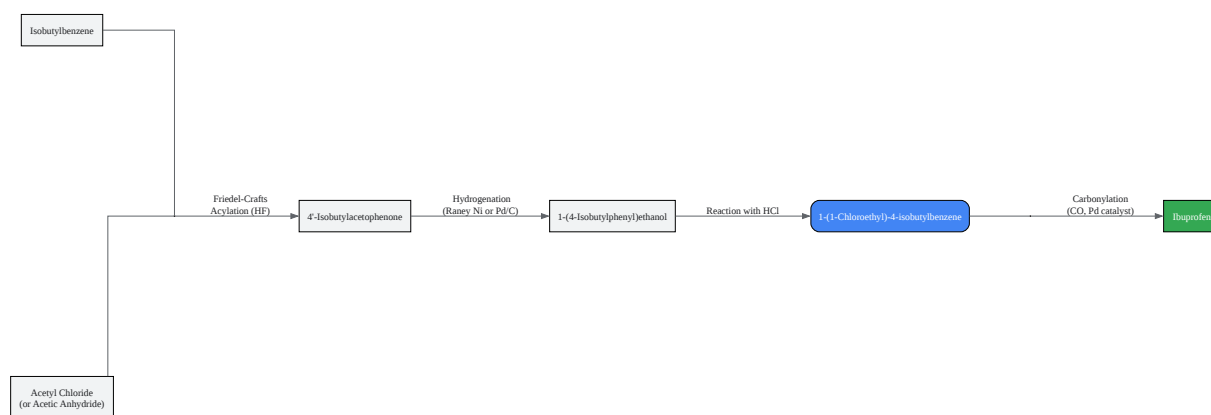 Isobutylbenzene
Friedel-Crafts
Acylation (HF)
4'-Isobutylacetophenone
Hydrogenation
(Raney Ni or Pd/C)
1-(4-Isobutylphenyl)ethanol
Reaction with HCl
1-(1-Chloroethyl)-4-isobutylbenzene
Carbonylation
(CO, Pd catalyst)
Ibuprofen
Acetyl Chloride
(or Acetic Anhydride)